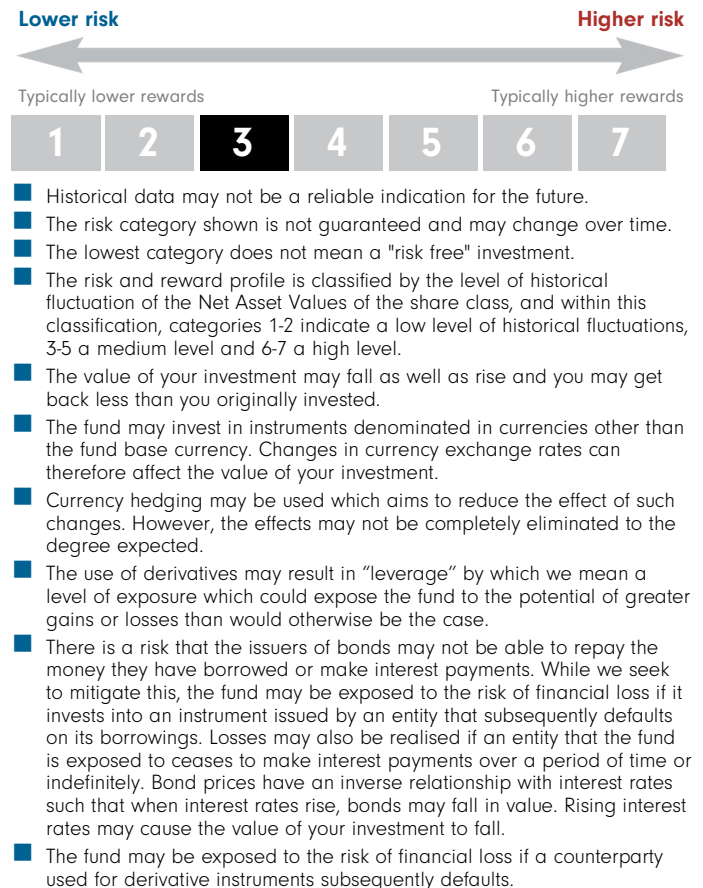 Lower risk Higher risk
Typically lower rewards Typically higher rewards
1 2 3 4 5 6 7
Historical data may not be a reliable indication for the future.
The risk category shown is not guaranteed and may change over time.
The lowest category does not mean a "risk free" investment.
The risk and reward profile is classified by the level of historical
fluctuation of the Net Asset Values of the share class, and within this
classification, categories 1-2 indicate a low level of historical fluctuations,
3-5 a medium level and 6-7 a high level.
The value of your investment may fall as well as rise and you may get
back less than you originally invested.
The fund may invest in instruments denominated in currencies other than
the fund base currency. Changes in currency exchange rates can
therefore affect the value of your investment.
Currency hedging may be used which aims to reduce the effect of such
changes. However, the effects may not be completely eliminated to the
degree expected.
The use of derivatives may result in “leverage” by which we mean a
level of exposure which could expose the fund to the potential of greater
gains or losses than would otherwise be the case.
There is a risk that the issuers of bonds may not be able to repay the
money they have borrowed or make interest payments. While we seek
to mitigate this, the fund may be exposed to the risk of financial loss if it
invests into an instrument issued by an entity that subsequently defaults
on its borrowings. Losses may also be realised if an entity that the fund
is exposed to ceases to make interest payments over a period of time or
indefinitely. Bond prices have an inverse relationship with interest rates
such that when interest rates rise, bonds may fall in value. Rising interest
rates may cause the value of your investment to fall.
The fund may be exposed to the risk of financial loss if a counterparty
used for derivative instruments subsequently defaults.